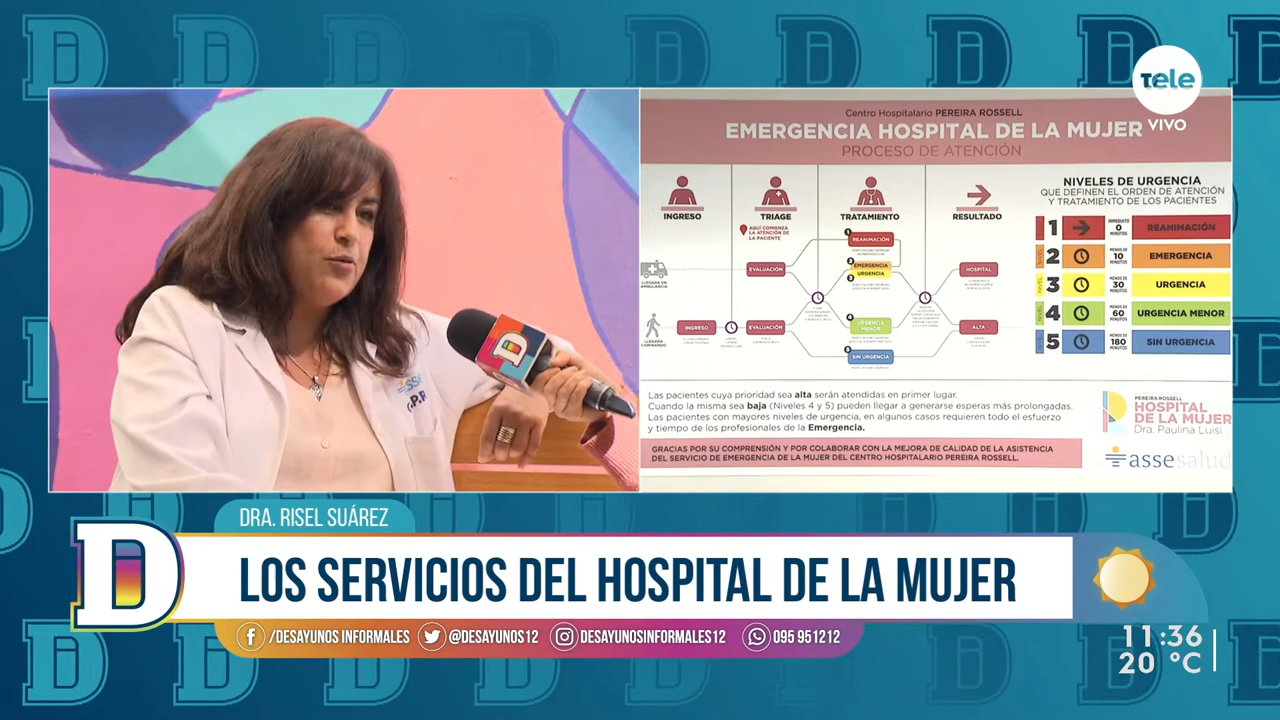 Tele
VIVO
Centro Hospitalario PEREIRA ROSSELL
EMERGENCIA HOSPITAL DE LA MUJER
PROCESO DE ATENCIÓN
INGRESO
TRIAGE
TRATAMIENTO
RESULTADO
AQUÍ COMIENZA
LA ATENCIÓN DE
LA PACIENTE
1
REANIMACIÓN
2
EMERGENCIA
URGENCIA
3
EVALUACIÓN
HOSPITAL
LLEGADA EN
AMBULANCIA
4
URGENCIA
MENOR
INGRESO
EVALUACIÓN
ALTA
LLEGADA
CAMINANDO
5
SIN URGENCIA
NIVELES DE URGENCIA
QUE DEFINEN EL ORDEN DE ATENCIÓN
Y TRATAMIENTO DE LOS PACIENTES
1 INMEDIATO 0 MINUTOS REANIMACIÓN
NIVEL 2 MENOS DE 10 MINUTOS EMERGENCIA
NIVEL 3 MENOS DE 30 MINUTOS URGENCIA
NIVEL 4 MENOS DE 60 MINUTOS URGENCIA MENOR
NIVEL 5 MENOS DE 180 MINUTOS SIN URGENCIA
Las pacientes cuya prioridad sea alta serán atendidas en primer lugar.
Cuando la misma sea baja (Niveles 4 y 5) pueden llegar a generarse esperas más prolongadas.
Las pacientes con mayores niveles de urgencia, en algunos casos requieren todo el esfuerzo
y tiempo de los profesionales de la Emergencia.
GRACIAS POR SU COMPRENSIÓN Y POR COLABORAR CON LA MEJORA DE CALIDAD DE LA ASISTENCIA
DEL SERVICIO DE EMERGENCIA DE LA MUJER DEL CENTRO HOSPITALARIO PEREIRA ROSSELL.
PEREIRA ROSSELL
HOSPITAL
DE LA MUJER
Dra. Paulina Luisi
asse salud
D
DRA. RISEL SUÁREZ
D
LOS SERVICIOS DEL HOSPITAL DE LA MUJER
/DESAYUNOS INFORMALES @DESAYUNOS12 DESAYUNOSINFORMALES12 095 951212
11:36
20 °C